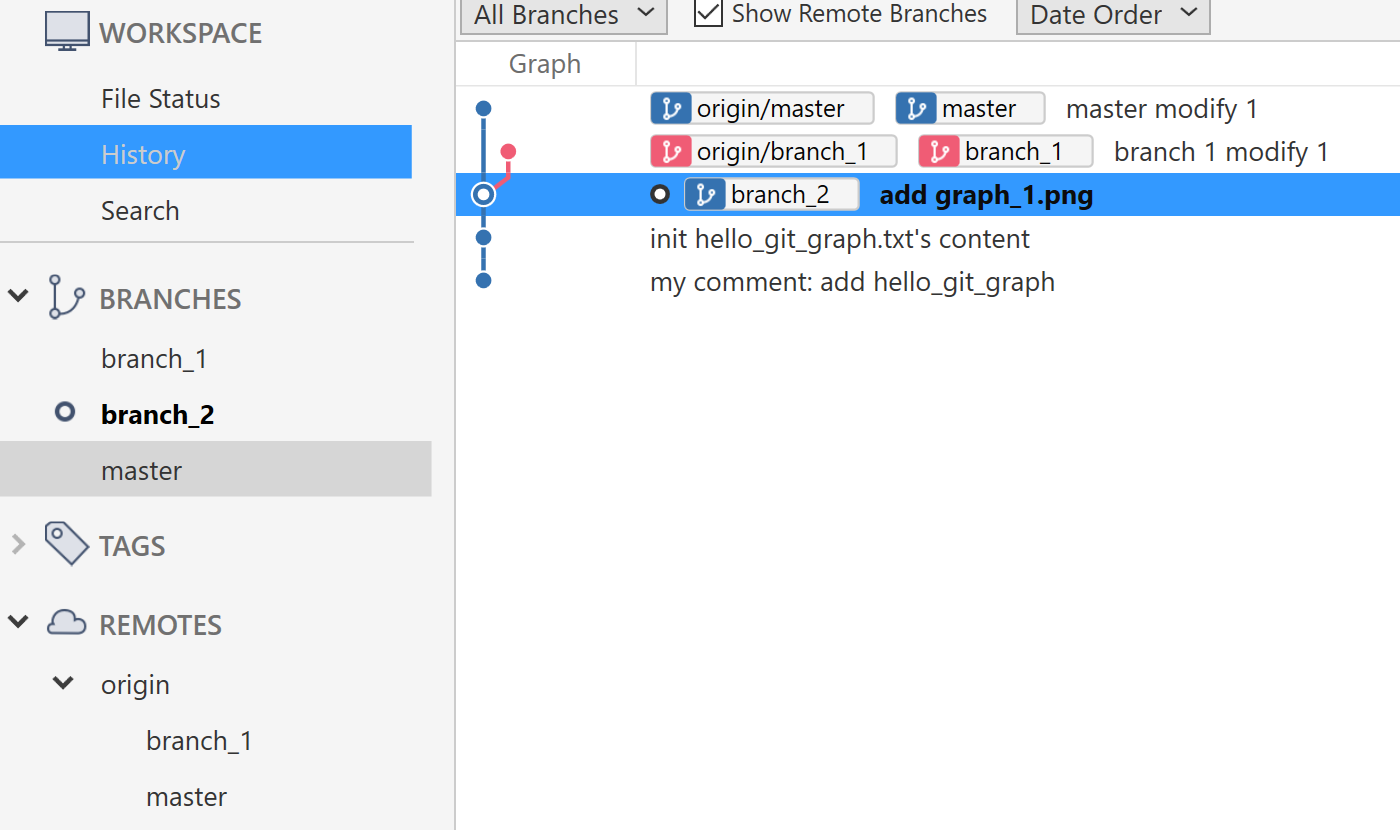 WORKSPACE
File Status
History
Search
BRANCHES
branch_1
branch_2
master
TAGS
REMOTES
origin
branch_1
master
All Branches Show Remote Branches Date Order
Graph
origin/master master master modify 1
origin/branch_1 branch_1 branch 1 modify 1
branch_2 add graph_1.png
init hello_git_graph.txt's content
my comment: add hello_git_graph